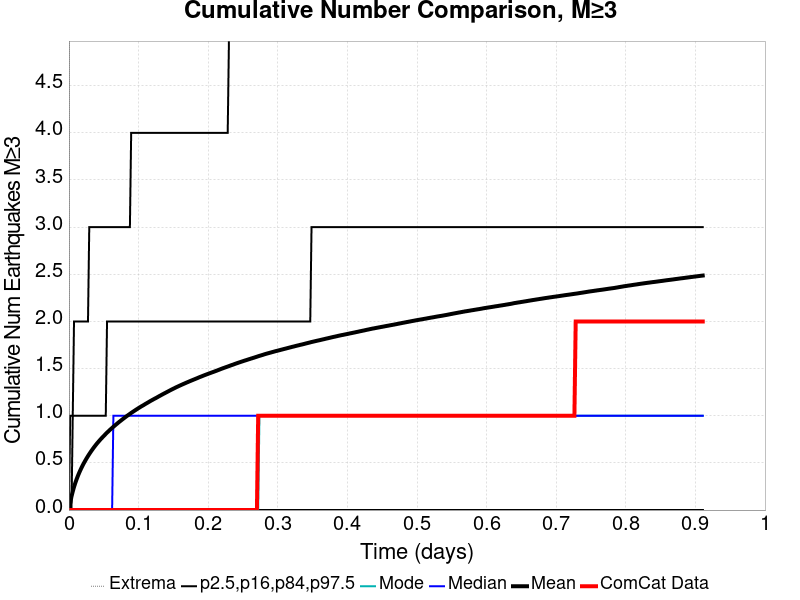 Cumulative Number Comparison, M≥3
Cumulative Num Earthquakes M≥3
4.5
4.0
3.5
3.0
2.5
2.0
1.5
1.0
0.5
0.0
0 0.1 0.2 0.3 0.4 0.5 0.6 0.7 0.8 0.9 1
Time (days)
Extrema p2.5,p16,p84,p97.5 Mode Median Mean ComCat Data